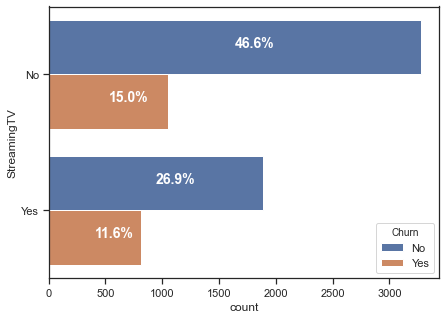 46.6%
No
15.0%
StreamingTV
26.9%
Yes
11.6%
Churn
No
Yes
0 500 1000 1500 2000 2500 3000
count